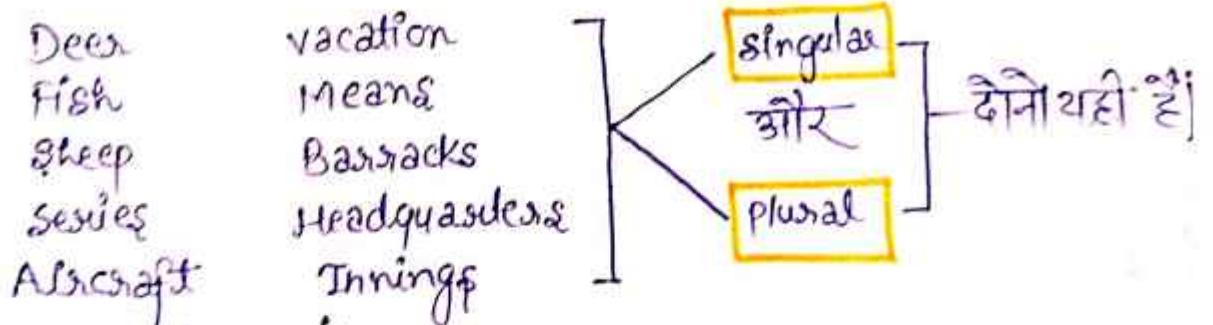 Deer vacation
Fish Means
Sheep Barracks
Series Headquarters
Aircraft Innings
singular
और
plural
दोनो यही हैं।